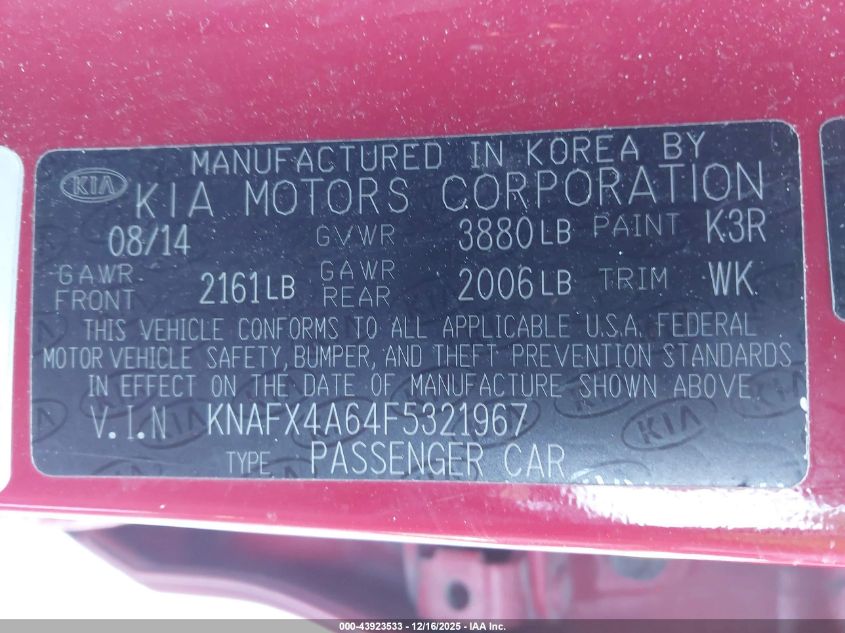 MANUFACTURED IN KOREA BY
KIA KIA MOTORS CORPORATION
08/14 GVWR 3880LB PAINT K3R
GAWR FRONT 2161LB GAWR REAR 2006LB TRIM WK
THIS VEHICLE CONFORMS TO ALL APPLICABLE U.S.A. FEDERAL
MOTOR VEHICLE SAFETY, BUMPER, AND THEFT PREVENTION STANDARDS
IN EFFECT ON THE DATE OF MANUFACTURE SHOWN ABOVE
V.I.N KNAFX4A64F5321967
TYPE PASSENGER CAR
000-43923533 - 12/16/2025 - IAA Inc.